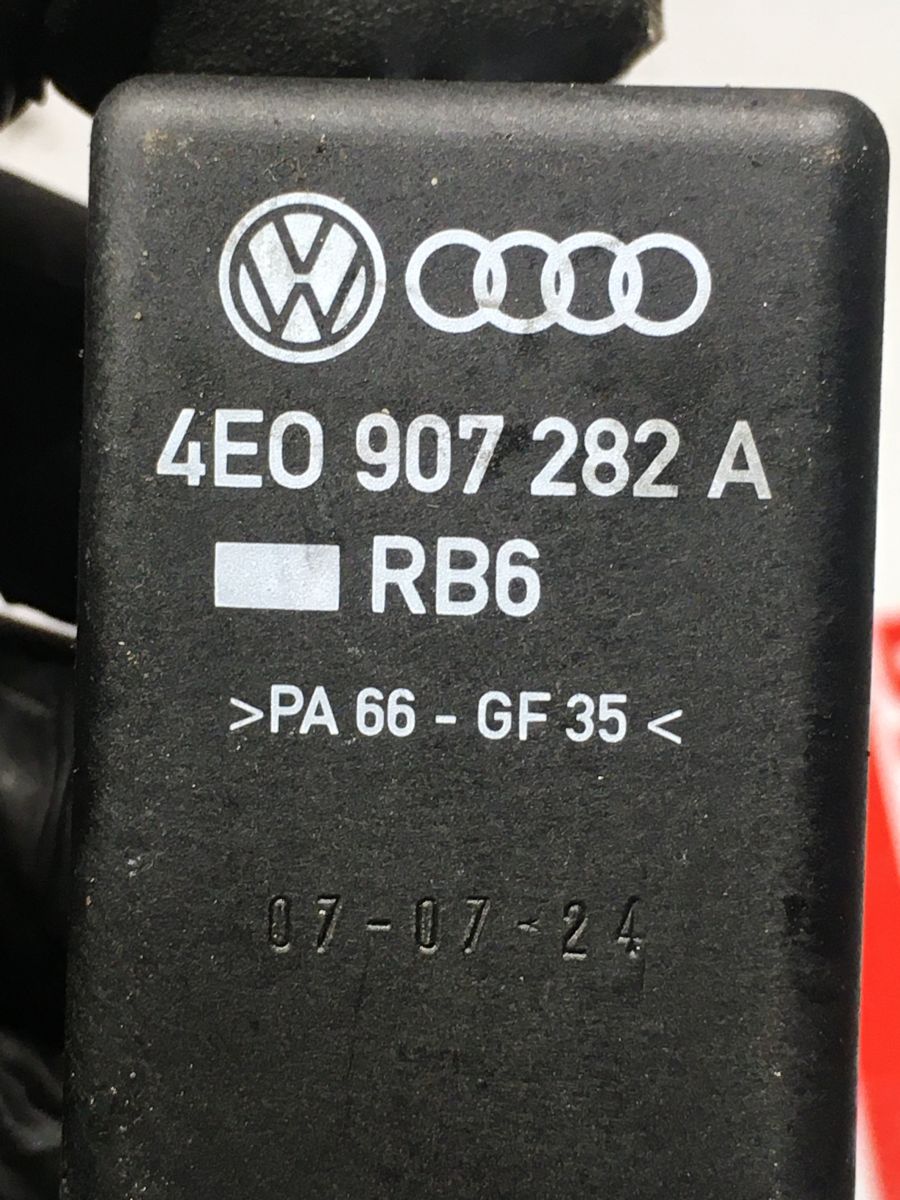 4E0 907 282 A
RB6
>PA 66 - GF 35<
07-07-24